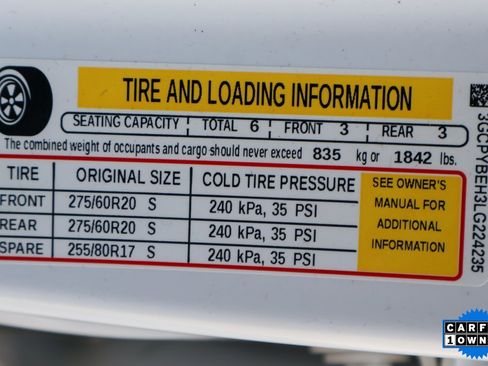 TIRE AND LOADING INFORMATION
SEATING CAPACITY TOTAL 6 FRONT 3 REAR 3
The combined weight of occupants and cargo should never exceed 835 kg or 1842 lbs.
TIRE ORIGINAL SIZE COLD TIRE PRESSURE
FRONT 275/60R20 S 240 kPa, 35 PSI
REAR 275/60R20 S 240 kPa, 35 PSI
SPARE 255/80R17 S 240 kPa, 35 PSI
SEE OWNER'S
MANUAL FOR
ADDITIONAL
INFORMATION
3GCPYBEH3LG224235
CARF
1 OWN